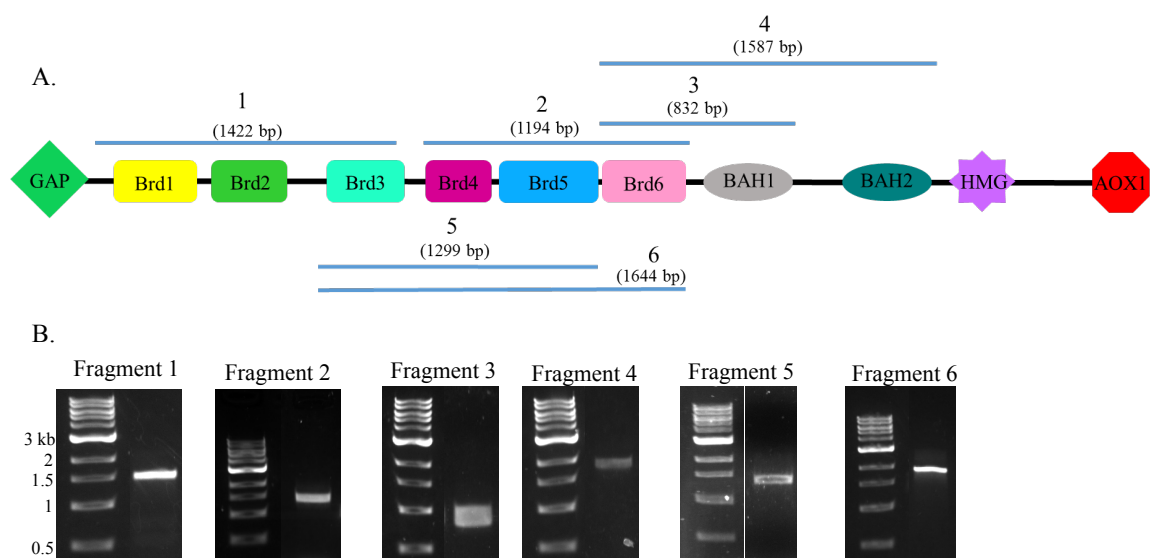 4
(1587 bp)
A.
3
(832 bp)
1
(1422 bp)
2
(1194 bp)
GAP Brd1 Brd2 Brd3 Brd4 Brd5 Brd6 BAH1 BAH2 HMG AOX1
5
(1299 bp)
6
(1644 bp)
B.
Fragment 1 Fragment 2 Fragment 3 Fragment 4 Fragment 5 Fragment 6
3 kb
2
1.5
1
0.5